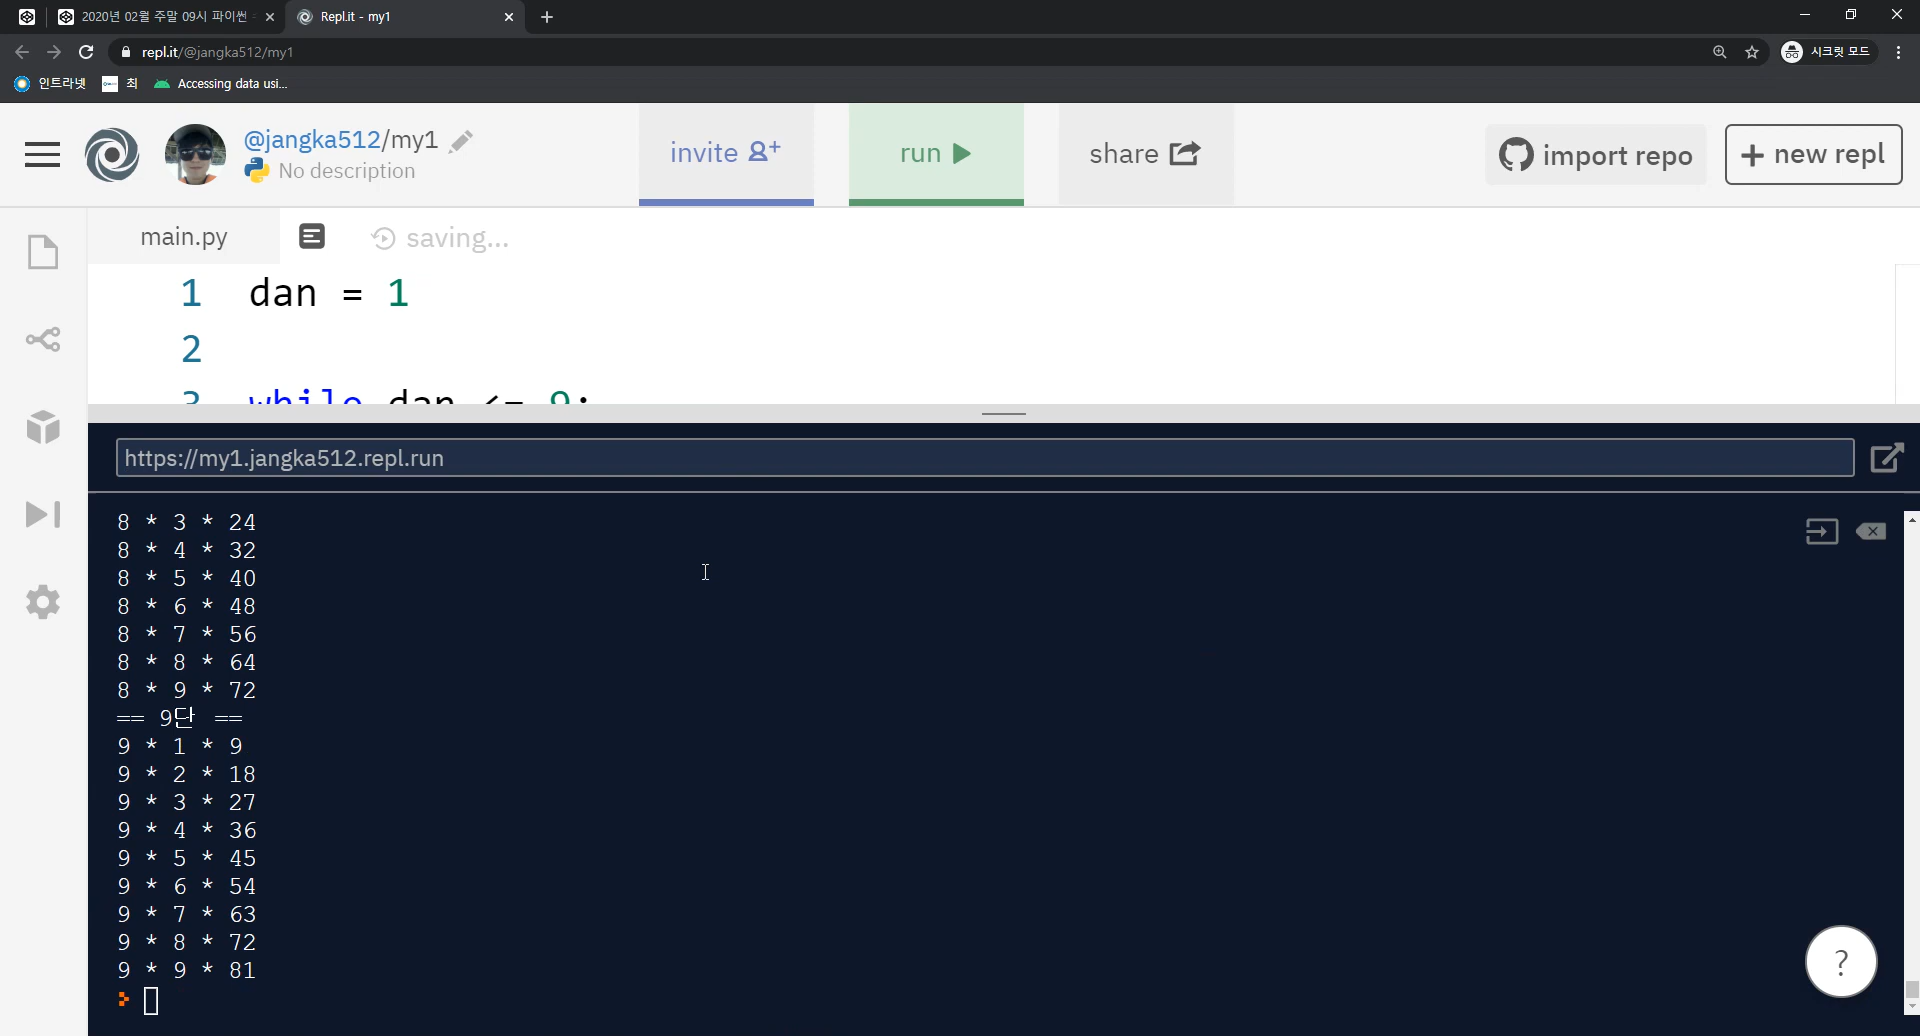 2020년 02월 주말 09시 파이썬
Repl.it - my1
repl.it/@jangka512/my1
시크릿 모드
인트라넷
최
Accessing data usi...
@jangka512/my1
No description
invite
run
share
import repo
+ new repl
main.py
saving...
1 dan = 1
2
3 while dan <= 9:
https://my1.jangka512.repl.run
8 * 3 * 24
8 * 4 * 32
8 * 5 * 40
8 * 6 * 48
8 * 7 * 56
8 * 8 * 64
8 * 9 * 72
== 9단 ==
9 * 1 * 9
9 * 2 * 18
9 * 3 * 27
9 * 4 * 36
9 * 5 * 45
9 * 6 * 54
9 * 7 * 63
9 * 8 * 72
9 * 9 * 81
?